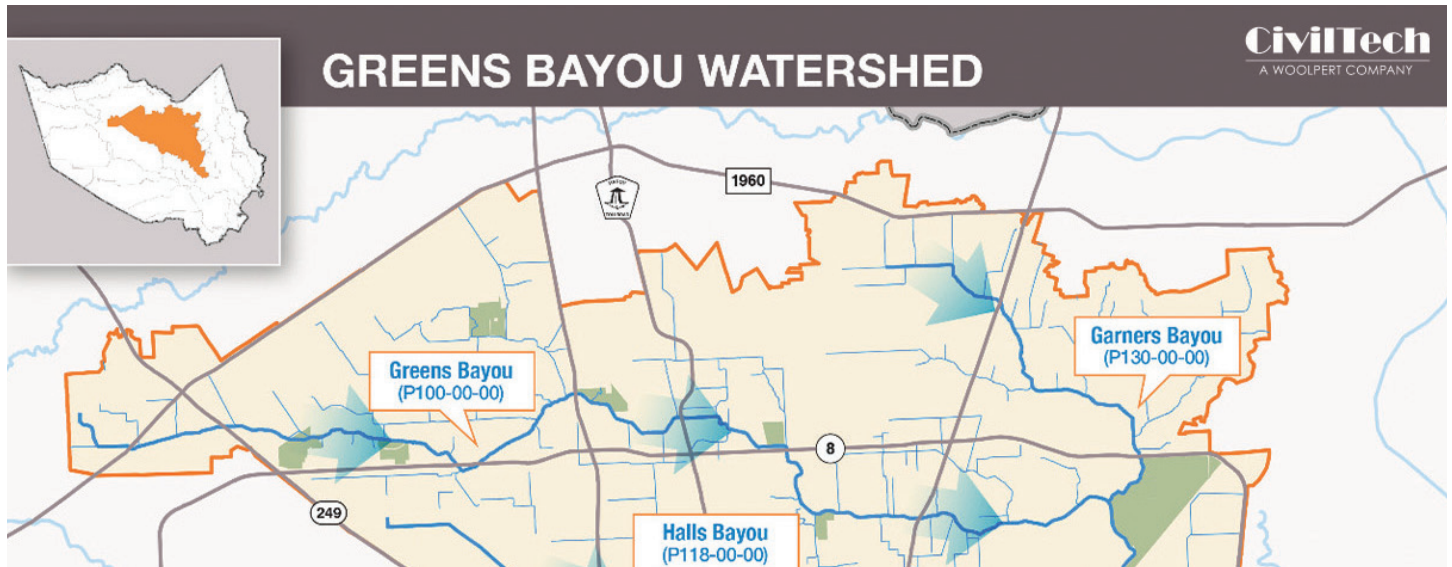 GREENS BAYOU WATERSHED
CivilTech
A WOOLPERT COMPANY
1960
Garners Bayou
(P130-00-00)
Greens Bayou
(P100-00-00)
8
249
Halls Bayou
(P118-00-00)